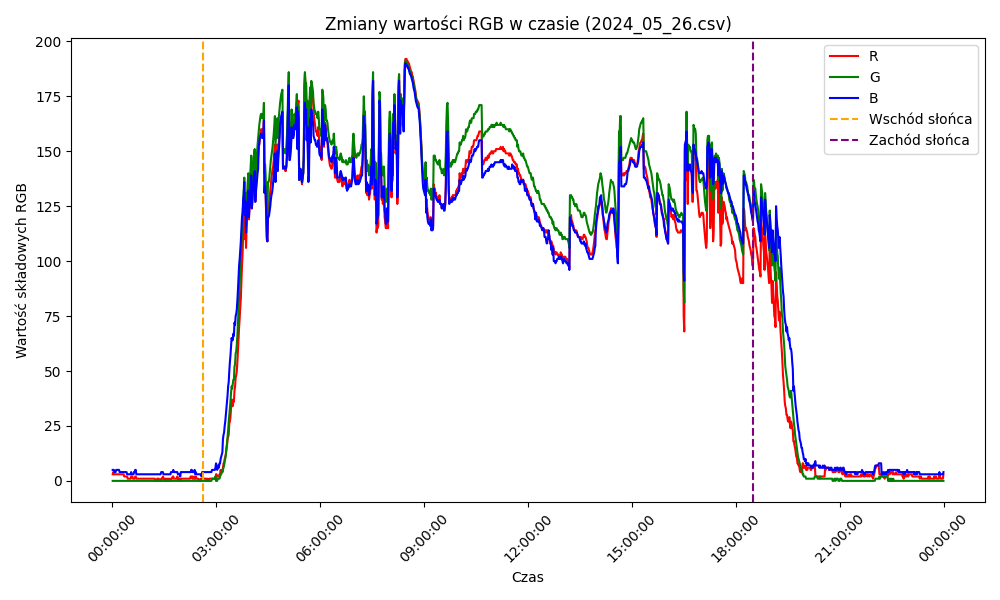 Zmiany wartości RGB w czasie (2024_05_26.csv)
200
175
150
125
100
75
50
25
0
Wartość składowych RGB
R
G
B
Wschód słońca
Zachód słońca
00:00:00
03:00:00
06:00:00
09:00:00
12:00:00
15:00:00
18:00:00
21:00:00
00:00:00
Czas